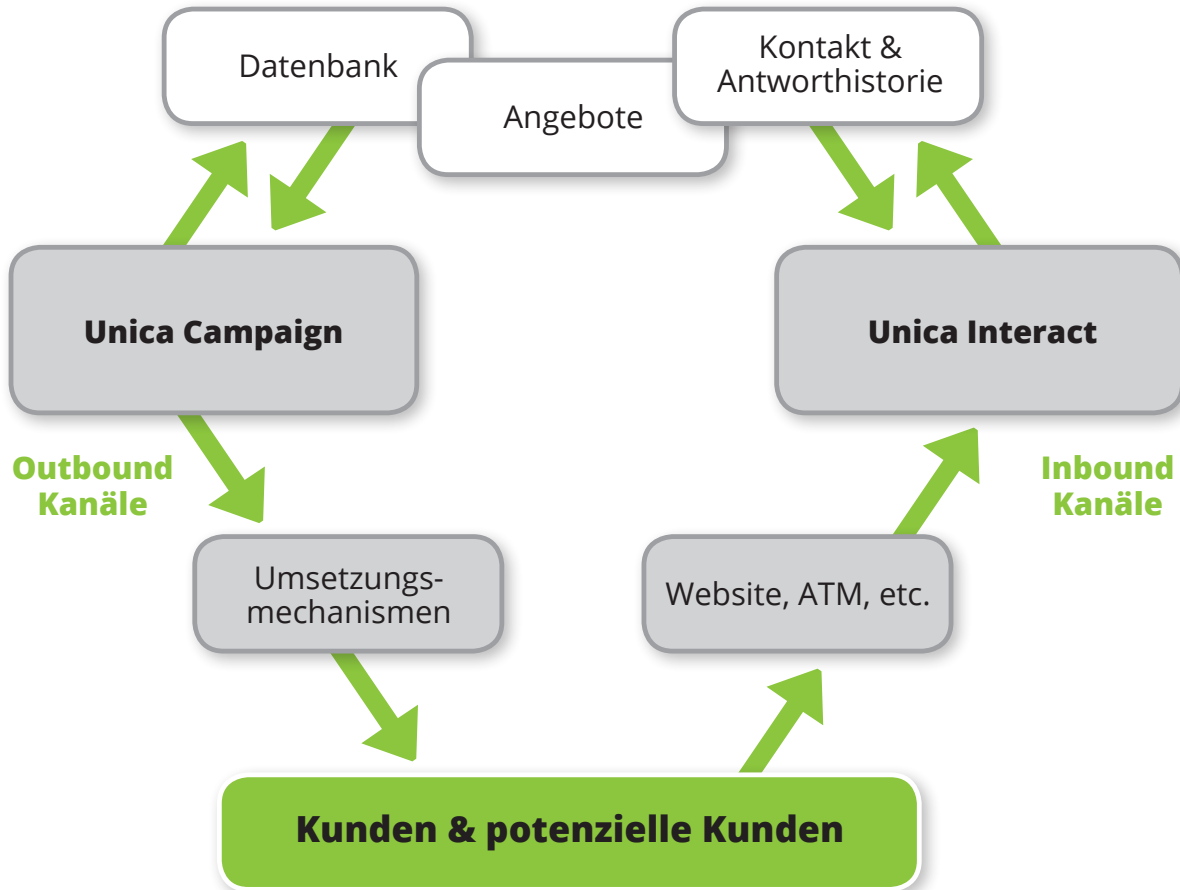 Datenbank
Angebote
Kontakt &
Antworthistorie
Unica Campaign
Unica Interact
Outbound
Kanäle
Inbound
Kanäle
Umsetzungs-
mechanismen
Website, ATM, etc.
Kunden & potenzielle Kunden